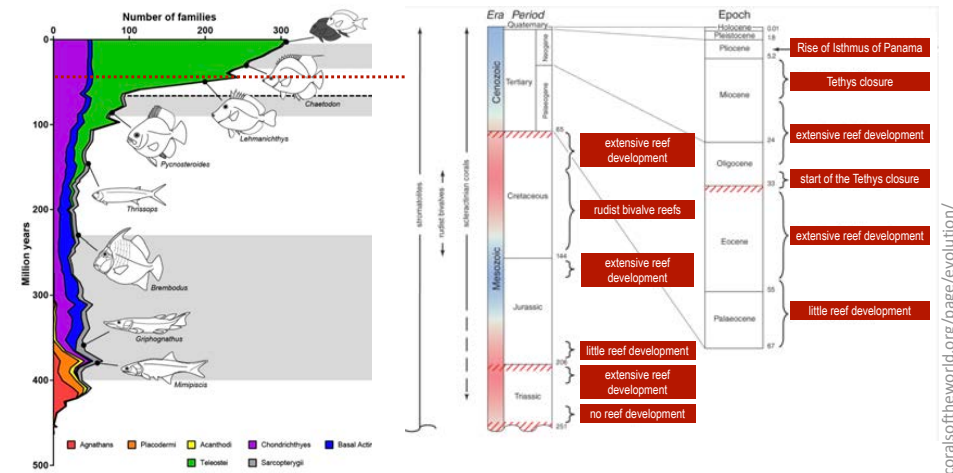 Number of families
0
100
200
300
0
100
200
300
400
500
Million years
Chaetodon
Lehmanichthys
Pycnosteroides
Thrissops
Brembodus
Griphognathus
Mimipiscis
Agnathans
Placodermi
Acanthodi
Chondrichthyes
Basal Actin
Teleostei
Sarcopterygii
stromatolites
rudist bivalves
scleractinian corals
Era
Period
Epoch
Cenozoic
Mesozoic
Quaternary
Tertiary
Neogene
Palaeogene
Cretaceous
Jurassic
Triassic
65
144
206
251
extensive reef
development
rudist bivalve reefs
extensive reef
development
little reef development
extensive reef
development
no reef development
Holocene
Pleistocene
Pliocene
Miocene
Oligocene
Eocene
Palaeocene
0.01
1.8
5.2
24
33
55
67
Rise of Isthmus of Panama
Tethys closure
extensive reef development
start of the Tethys closure
extensive reef development
little reef development
coralsoftheworld.org/page/evolution/